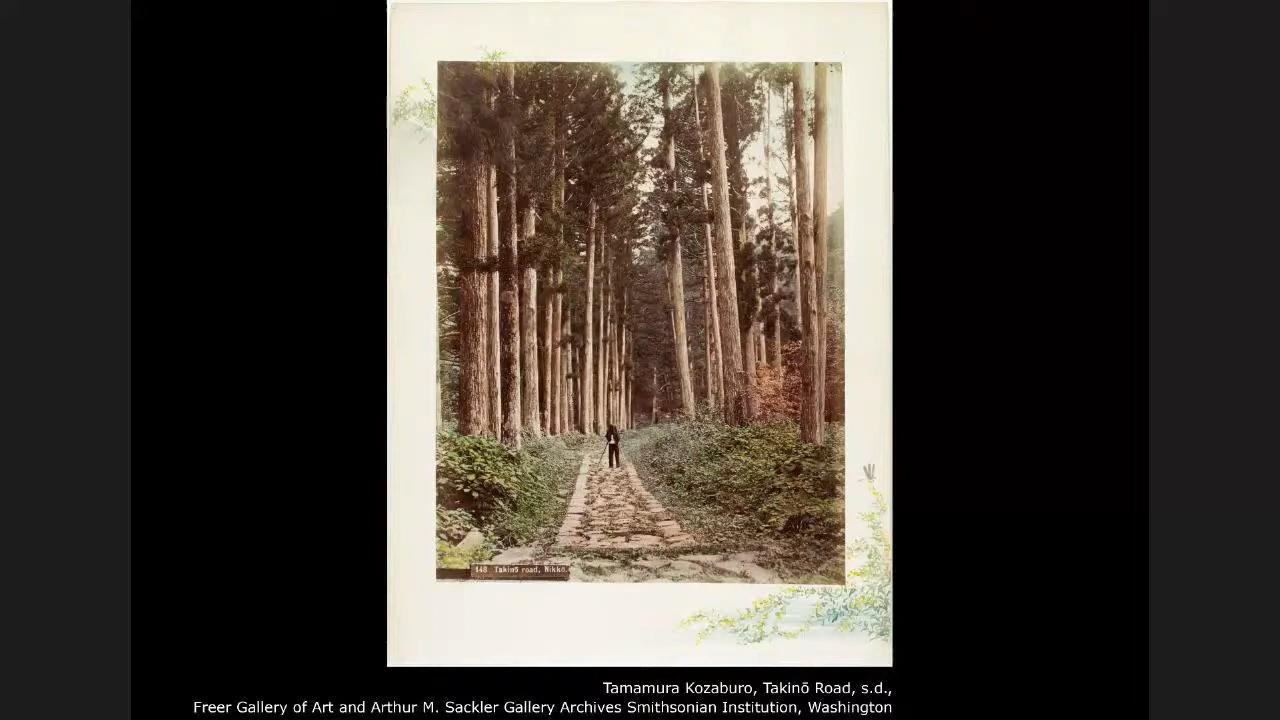 148 Takinō road, Nikkō.
Tamamura Kozaburo, Takinō Road, s.d.,
Freer Gallery of Art and Arthur M. Sackler Gallery Archives Smithsonian Institution, Washington